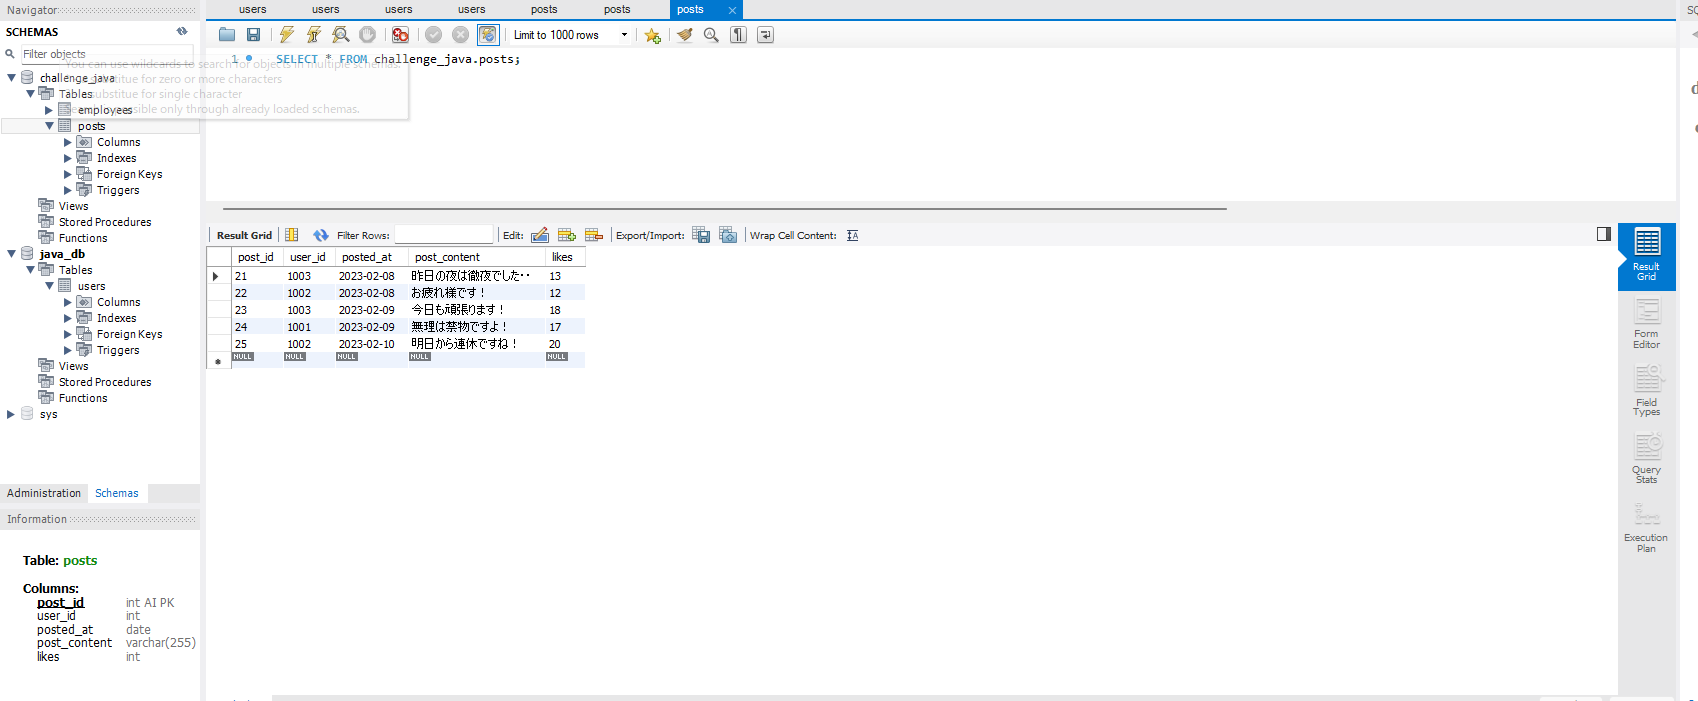 Navigator
SCHEMAS
Filter objects
You can use wildcards to search for objects in multiple schemas.
substitue for zero or more characters
substitue for single character
only through already loaded schemas.
challenge_java
Tables
employees
posts
Columns
Indexes
Foreign Keys
Triggers
Views
Stored Procedures
Functions
java_db
Tables
users
Columns
Indexes
Foreign Keys
Triggers
Views
Stored Procedures
Functions
sys
Administration Schemas
Information
Table: posts
Columns:
post_id int AI PK
user_id int
posted_at date
post_content varchar(255)
likes int
users users users users posts posts posts
Limit to 1000 rows
1 SELECT * FROM challenge_java.posts;
Result Grid Filter Rows: Edit: Export/Import: Wrap Cell Content:
post_id user_id posted_at post_content likes
21 1003 2023-02-08 昨日の夜は徹夜でした・・ 13
22 1002 2023-02-08 お疲れ様です！ 12
23 1003 2023-02-09 今日も頑張ります！ 18
24 1001 2023-02-09 無理は禁物ですよ！ 17
25 1002 2023-02-10 明日から連休ですね！ 20
NULL NULL NULL NULL NULL
Result
Grid
Form
Editor
Field
Types
Query
Stats
Execution
Plan